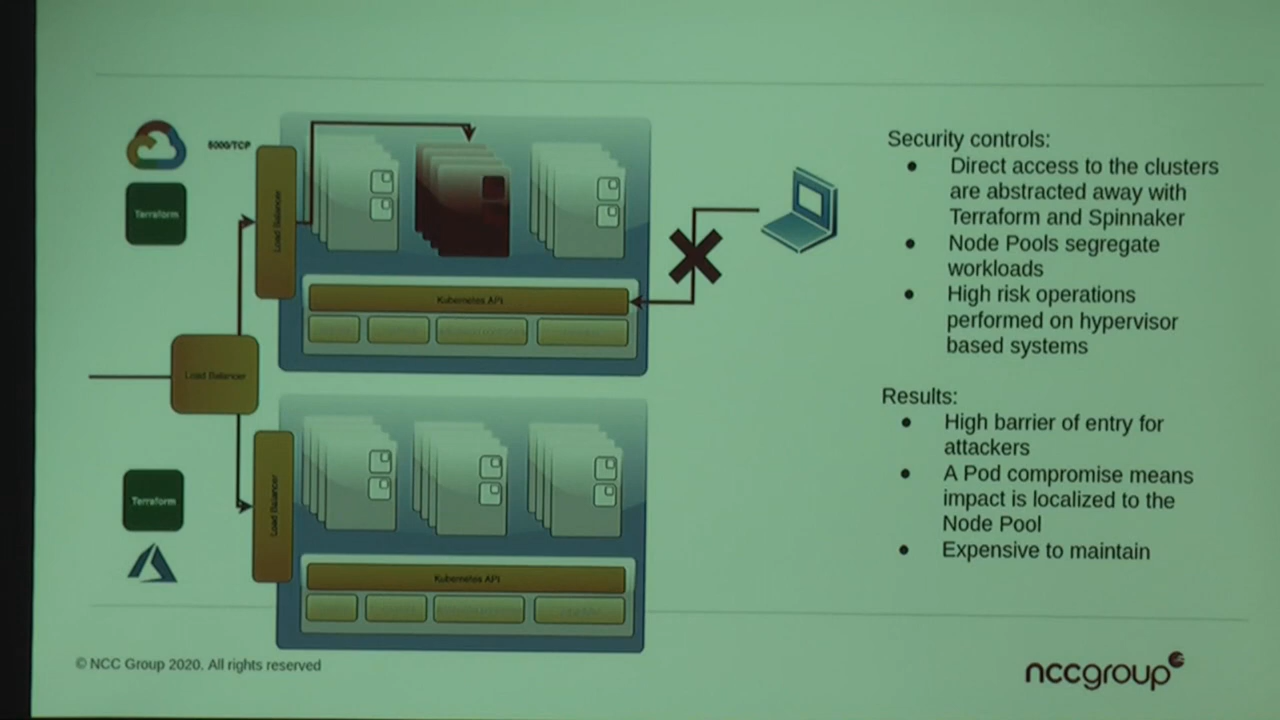 Security controls:
Direct access to the clusters
are abstracted away with
Terraform and Spinnaker
Node Pools segregate
workloads
High risk operations
performed on hypervisor
based systems
Results:
High barrier of entry for
attackers
A Pod compromise means
impact is localized to the
Node Pool
Expensive to maintain
Terraform
Load Balancer
Kubernetes API
Load Balancer
Terraform
Load Balancer
Kubernetes API
© NCC Group 2020. All rights reserved
nccgroup